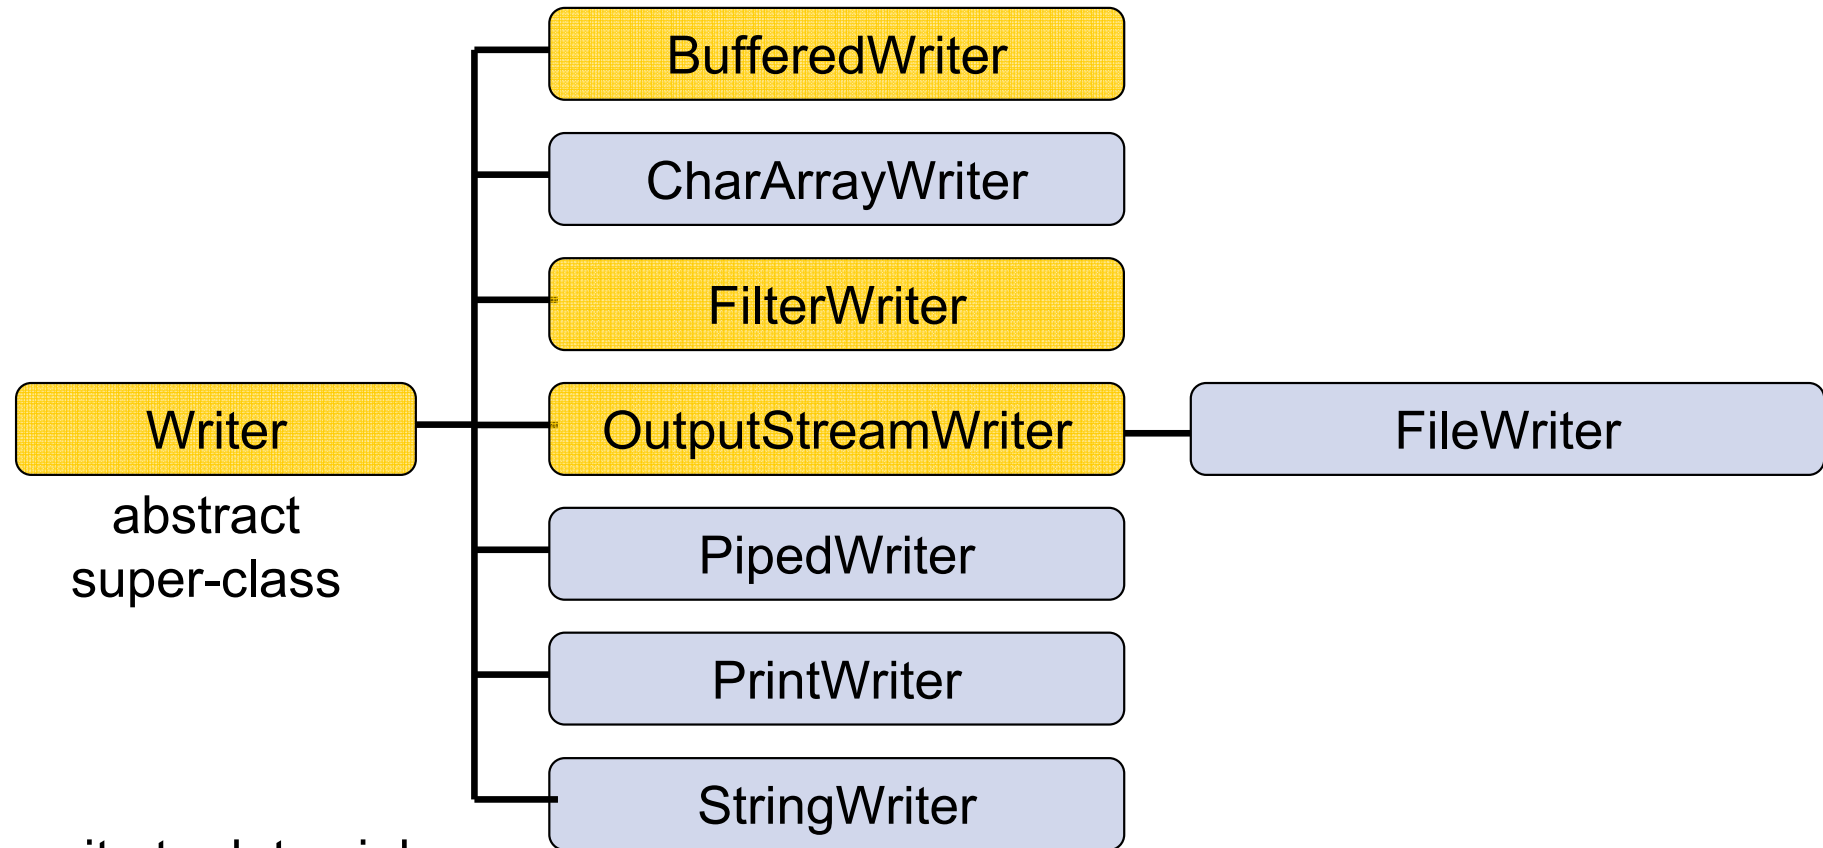 BufferedWriter
CharArrayWriter
FilterWriter
Writer
OutputStreamWriter
FileWriter
abstract
super-class
PipedWriter
PrintWriter
StringWriter